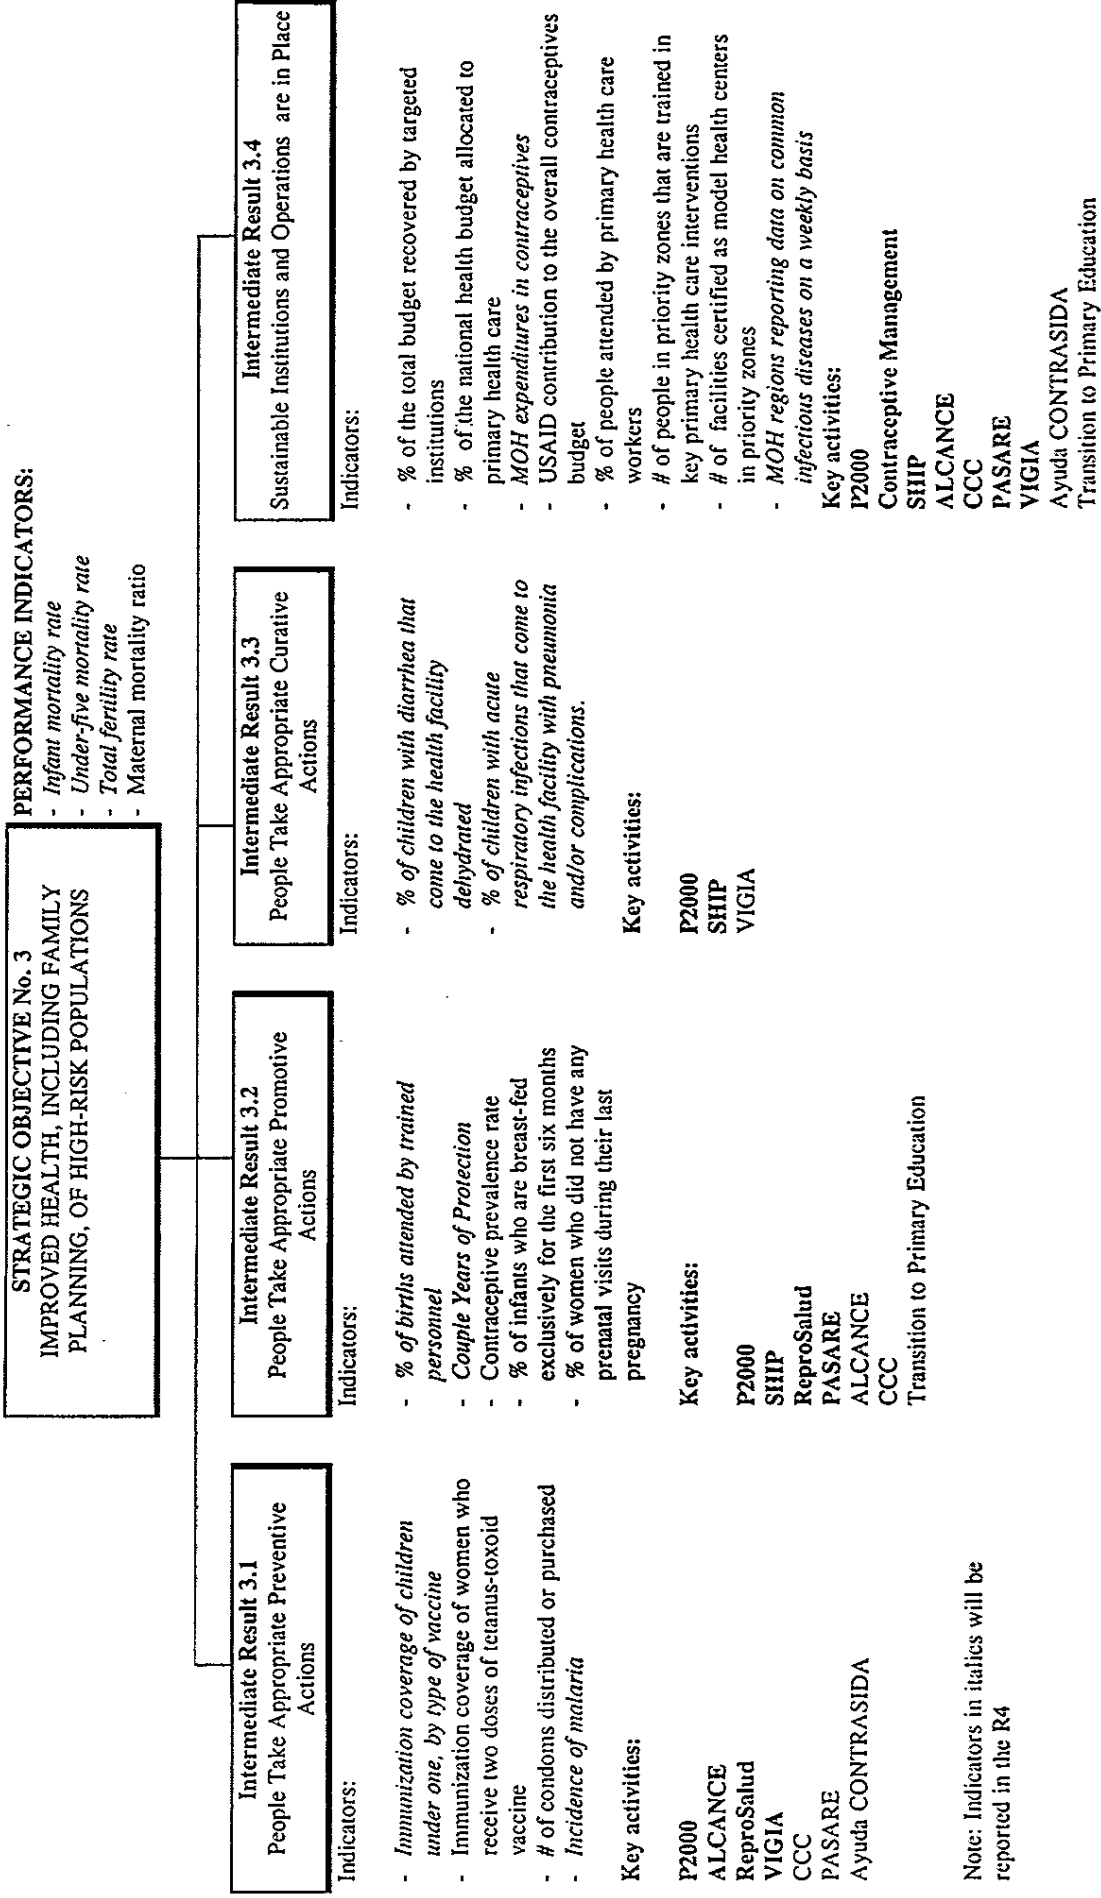 STRATEGIC OBJECTIVE No. 3
IMPROVED HEALTH, INCLUDING FAMILY
PLANNING, OF HIGH-RISK POPULATIONS
PERFORMANCE INDICATORS:
- Infant mortality rate
- Under-five mortality rate
- Total fertility rate
- Maternal mortality ratio
Intermediate Result 3.1
People Take Appropriate Preventive
Actions
Indicators:
- Immunization coverage of children
under one, by type of vaccine
- Immunization coverage of women who
receive two doses of tetanus-toxoid
vaccine
- # of condoms distributed or purchased
- Incidence of malaria
Key activities:
P2000
ALCANCE
ReproSalud
VIGIA
CCC
PASARE
Ayuda CONTRASIDA
Note: Indicators in italics will be
reported in the R4
Intermediate Result 3.2
People Take Appropriate Promotive
Actions
Indicators:
- % of births attended by trained
personnel
- Couple Years of Protection
- Contraceptive prevalence rate
- % of infants who are breast-fed
exclusively for the first six months
- % of women who did not have any
prenatal visits during their last
pregnancy
Key activities:
P2000
SHIP
ReproSalud
PASARE
ALCANCE
CCC
Transition to Primary Education
Intermediate Result 3.3
People Take Appropriate Curative
Actions
Indicators:
- % of children with diarrhea that
come to the health facility
dehydrated
- % of children with acute
respiratory infections that come to
the health facility with pneumonia
and/or complications.
Key activities:
P2000
SHIP
VIGIA
Intermediate Result 3.4
Sustainable Institutions and Operations are in Place
Indicators:
- % of the total budget recovered by targeted
institutions
- % of the national health budget allocated to
primary health care
- MOH expenditures in contraceptives
- USAID contribution to the overall contraceptives
budget
- % of people attended by primary health care
workers
- # of people in priority zones that are trained in
key primary health care interventions
- # of facilities certified as model health centers
in priority zones
- MOH regions reporting data on common
infectious diseases on a weekly basis
Key activities:
P2000
Contraceptive Management
SHIP
ALCANCE
CCC
PASARE
VIGIA
Ayuda CONTRASIDA
Transition to Primary Education